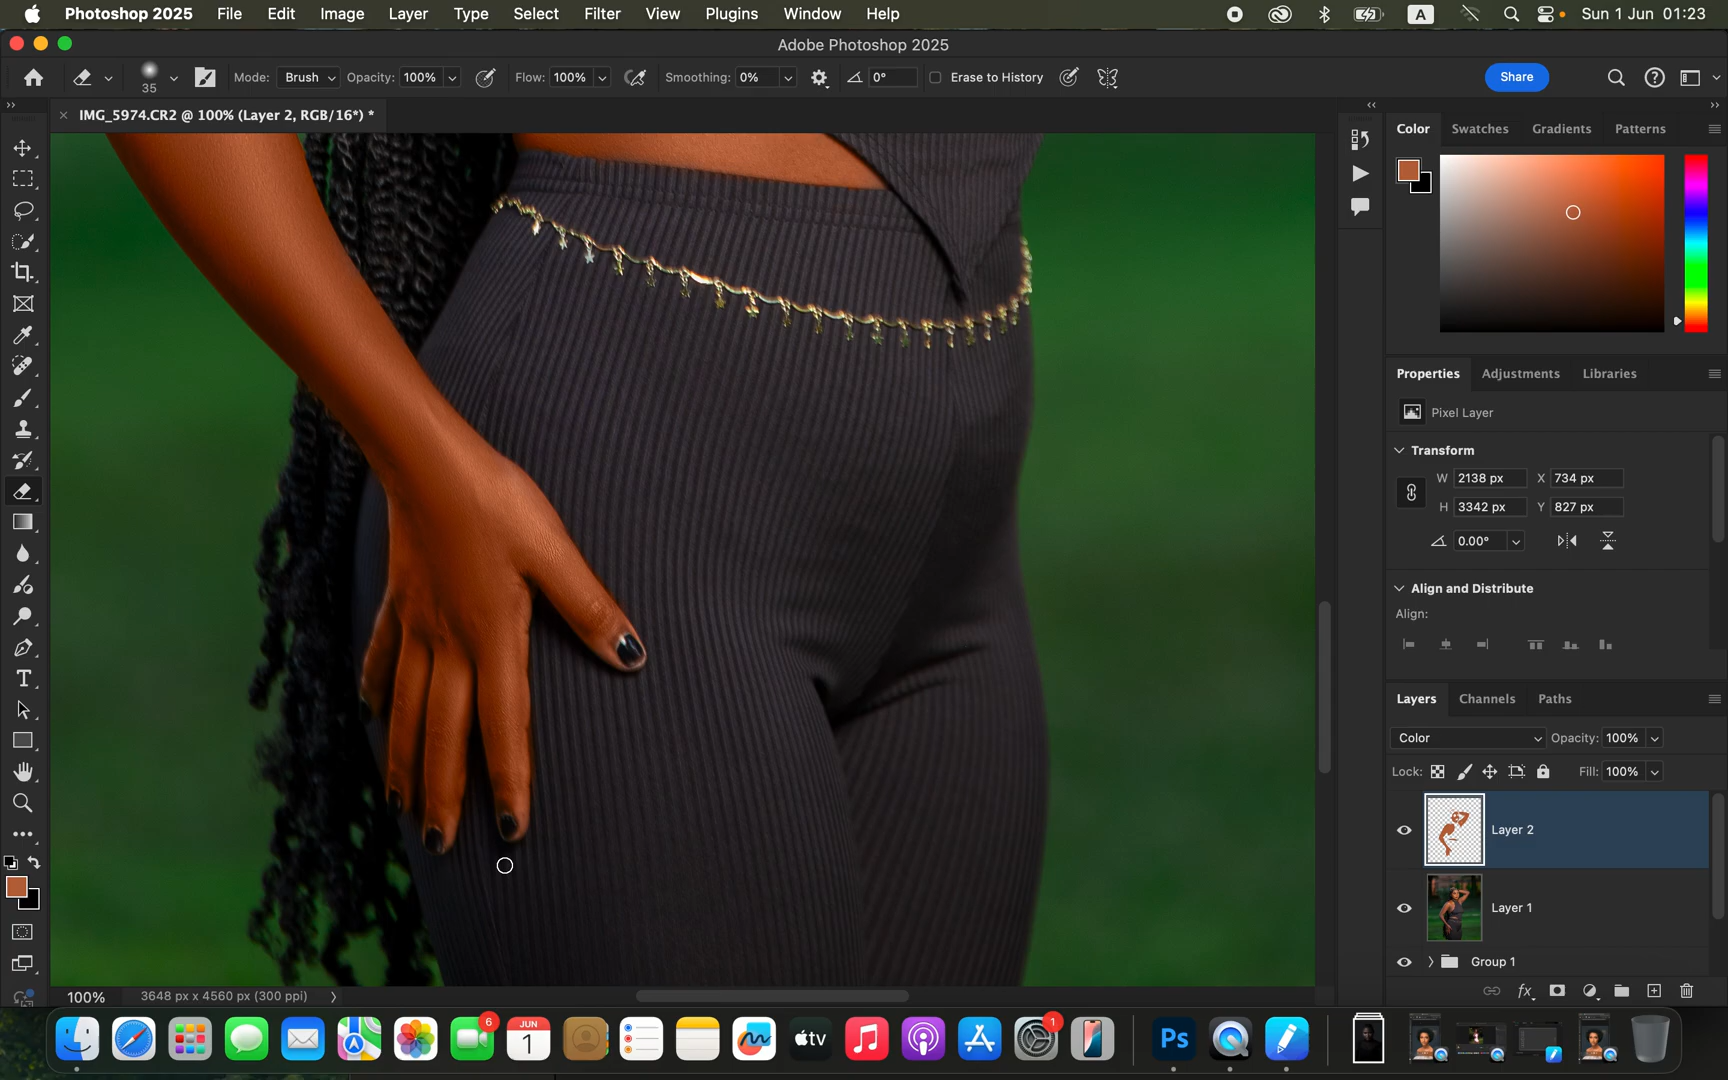 Photoshop 2025 File Edit Image Layer Type Select Filter View Plugins Window Help A Sun 1 Jun 01:23
Adobe Photoshop 2025
35 Mode: Brush Opacity: 100% Flow: 100% Smoothing: 0% 0° Erase to History Share
IMG_5974.CR2 @ 100% (Layer 2, RGB/16*) *
Color Swatches Gradients Patterns
Properties Adjustments Libraries
Pixel Layer
Transform
W 2138 px X 734 px
H 3342 px Y 827 px
0.00°
Align and Distribute
Align:
Layers Channels Paths
Color Opacity: 100%
Lock: Fill: 100%
Layer 2
Layer 1
Group 1
100% 3648 px x 4560 px (300 ppi)
6 JUN 1 tv 1 Ps